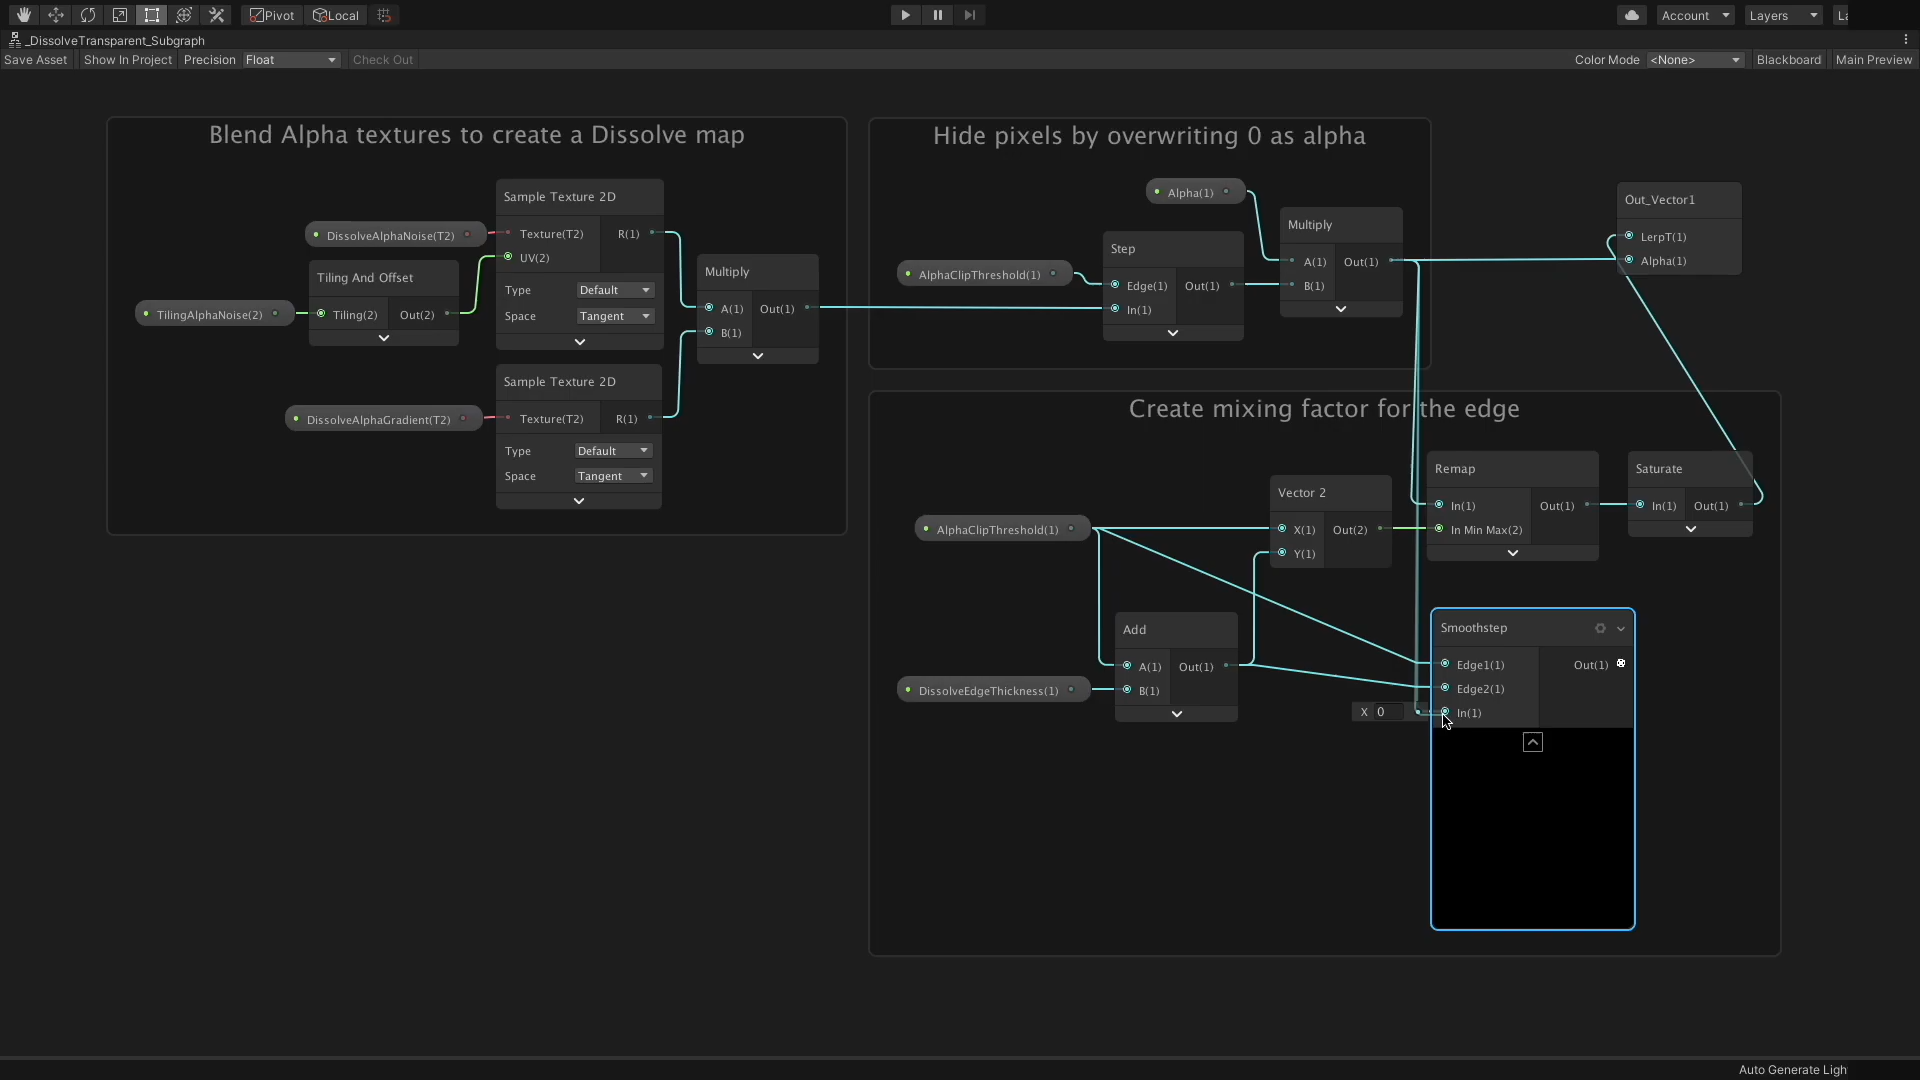 Pivot
Local
Account
Layers
_DissolveTransparent_Subgraph
Save Asset
Show In Project
Precision
Float
Check Out
Color Mode
<None>
Blackboard
Main Preview
Blend Alpha textures to create a Dissolve map
Sample Texture 2D
DissolveAlphaNoise(T2)
Texture(T2)
R(1)
UV(2)
Tiling And Offset
Type
Default
Space
Tangent
TilingAlphaNoise(2)
Tiling(2)
Out(2)
Multiply
A(1)
Out(1)
B(1)
Sample Texture 2D
DissolveAlphaGradient(T2)
Texture(T2)
R(1)
Type
Default
Space
Tangent
Hide pixels by overwriting 0 as alpha
Alpha(1)
Multiply
A(1)
Out(1)
B(1)
Step
AlphaClipThreshold(1)
Edge(1)
Out(1)
In(1)
Out_Vector1
LerpT(1)
Alpha(1)
Create mixing factor for the edge
Remap
In(1)
Out(1)
In Min Max(2)
Saturate
In(1)
Out(1)
Vector 2
X(1)
Out(2)
Y(1)
AlphaClipThreshold(1)
Add
A(1)
Out(1)
B(1)
DissolveEdgeThickness(1)
Smoothstep
Edge1(1)
Out(1)
Edge2(1)
X 0
In(1)
Auto Generate Ligh